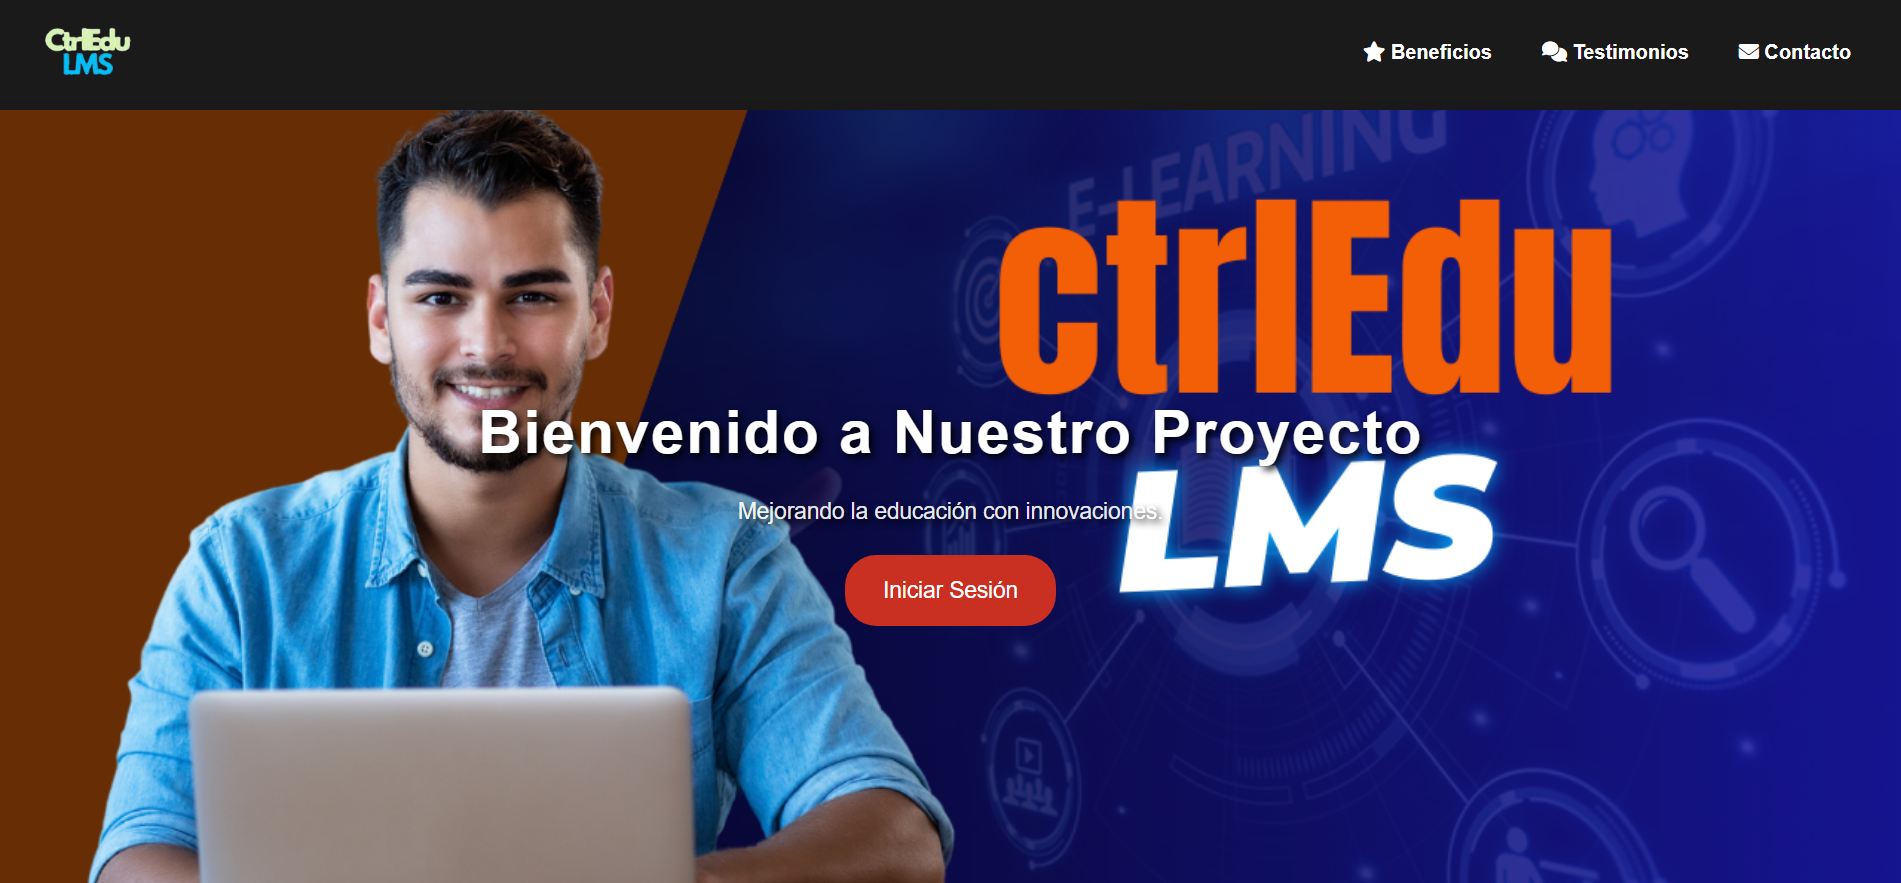 CtrlEdu
LMS
Beneficios
Testimonios
Contacto
E-LEARNING
ctrlEdu
Bienvenido a Nuestro Proyecto
LMS
Mejorando la educación con innovaciones.
Iniciar Sesión